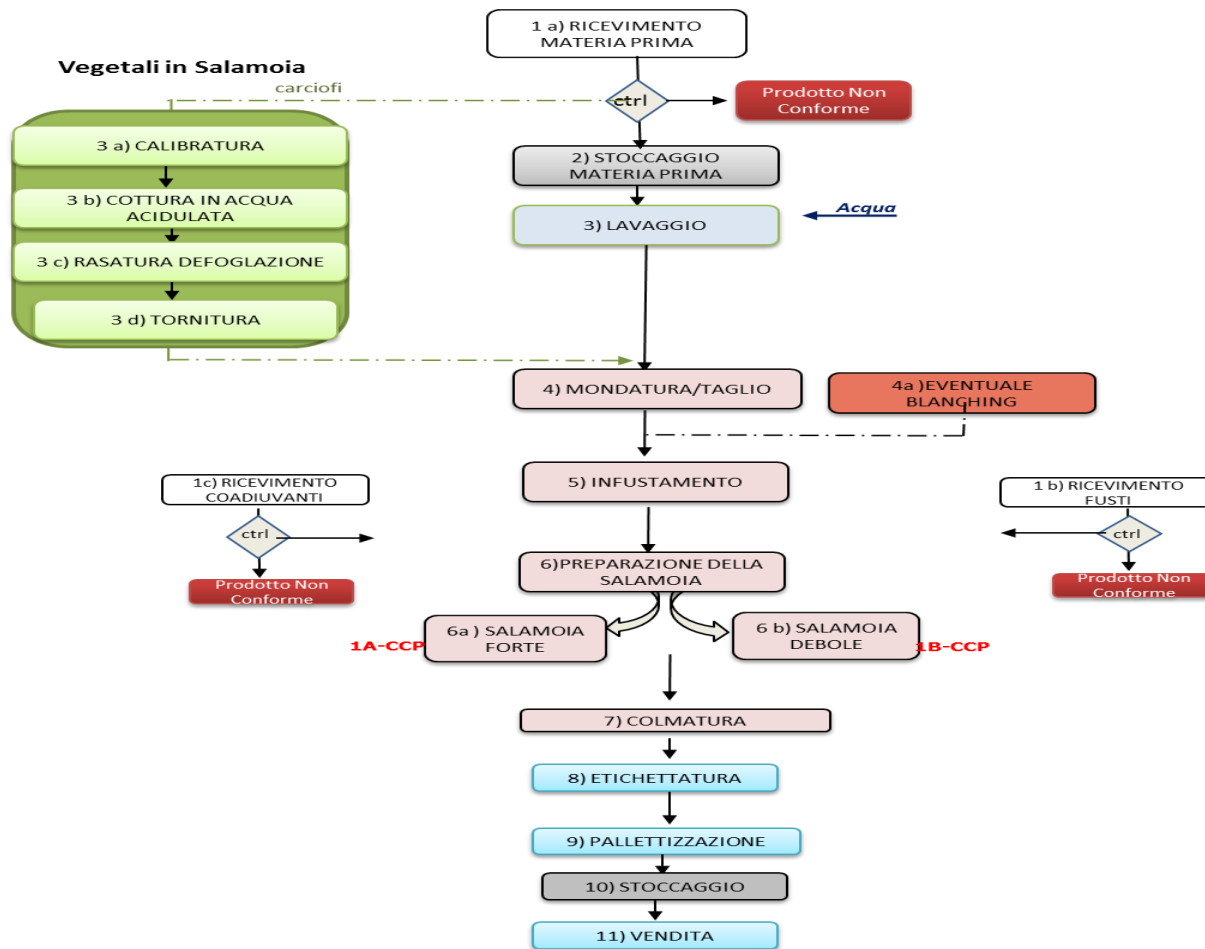 1 a) RICEVIMENTO
MATERIA PRIMA
Vegetali in Salamoia
carciofi
ctrl
Prodotto Non
Conforme
3 a) CALIBRATURA
2) STOCCAGGIO
MATERIA PRIMA
3 b) COTTURA IN ACQUA
ACIDULATA
Acqua
3) LAVAGGIO
3 c) RASATURA DEFOGLAZIONE
3 d) TORNITURA
4) MONDATURA/TAGLIO
4a )EVENTUALE
BLANCHING
1c) RICEVIMENTO
COADIUVANTI
5) INFUSTAMENTO
1 b) RICEVIMENTO
FUSTI
ctrl
ctrl
Prodotto Non
Conforme
6)PREPARAZIONE DELLA
SALAMOIA
Prodotto Non
Conforme
6a ) SALAMOIA
FORTE
1A-CCP
6 b) SALAMOIA
DEBOLE
1B-CCP
7) COLMATURA
8) ETICHETTATURA
9) PALLETTIZZAZIONE
10) STOCCAGGIO
11) VENDITA